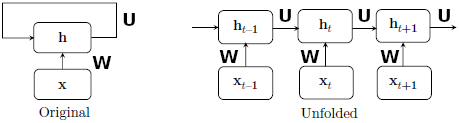 U
h
W
x
Original
U U U
h_{t-1} h_t h_{t+1}
W W W
x_{t-1} x_t x_{t+1}
Unfolded